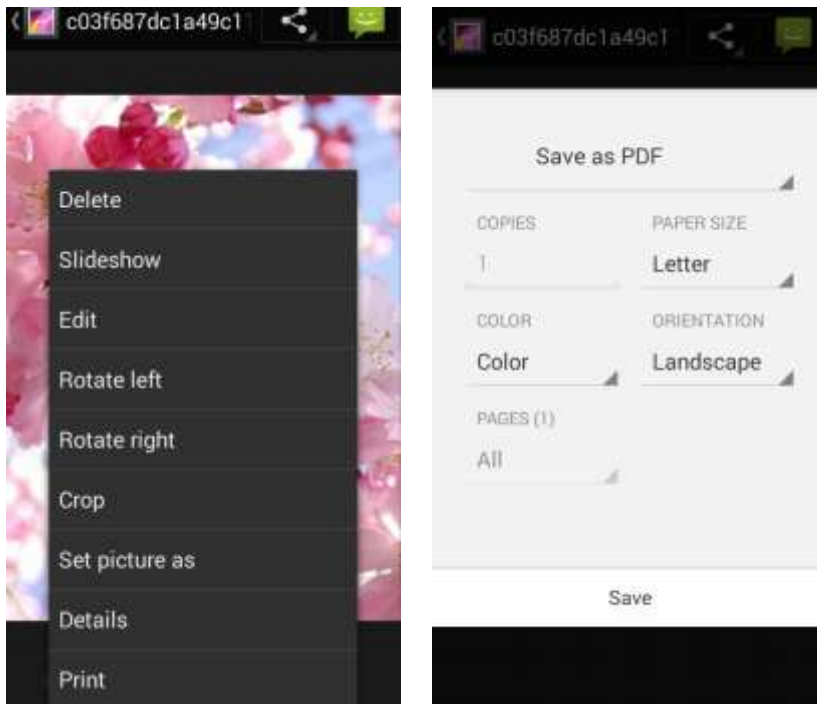 c03f687dc1a49c1
Delete
Slideshow
Edit
Rotate left
Rotate right
Crop
Set picture as
Details
Print
c03f687dc1a49c1
Save as PDF
COPIES PAPER SIZE
1 Letter
COLOR ORIENTATION
Color Landscape
PAGES (1)
All
Save